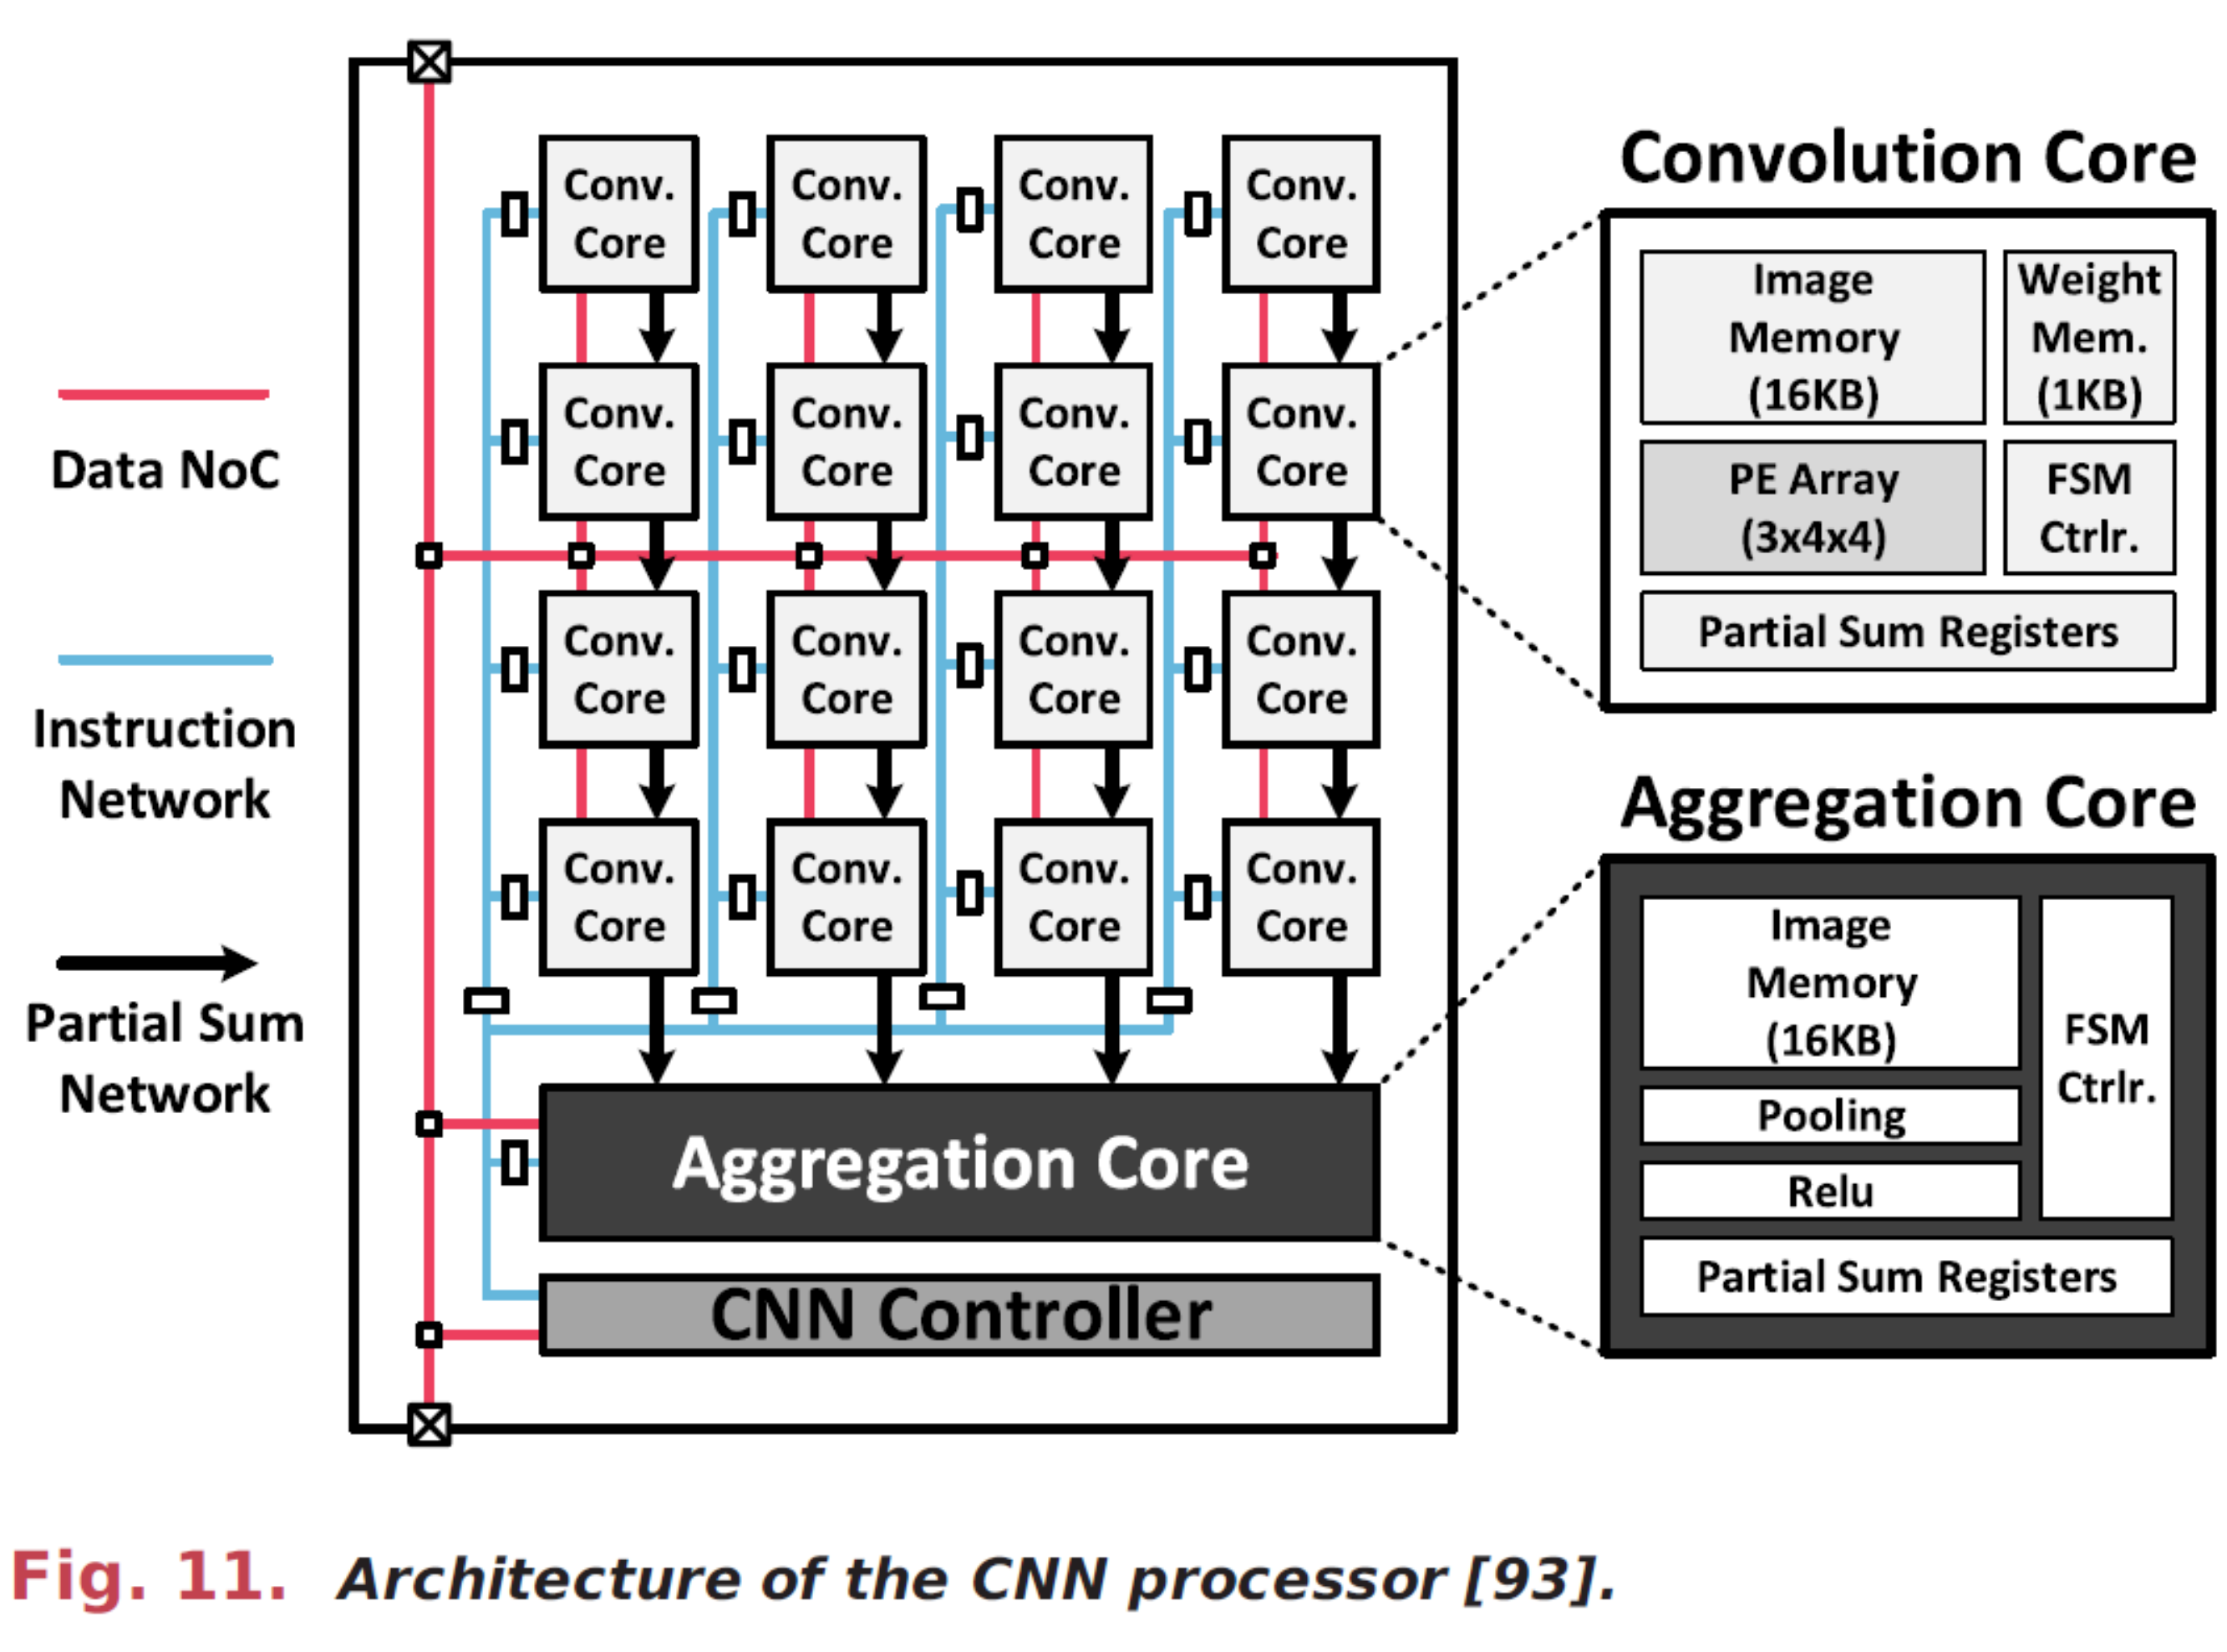 Data NoC
Instruction
Network
Partial Sum
Network
Conv.
Core
Conv.
Core
Conv.
Core
Conv.
Core
Conv.
Core
Conv.
Core
Conv.
Core
Conv.
Core
Conv.
Core
Conv.
Core
Conv.
Core
Conv.
Core
Conv.
Core
Conv.
Core
Conv.
Core
Conv.
Core
Aggregation Core
CNN Controller
Convolution Core
Image
Memory
(16KB)
Weight
Mem.
(1KB)
PE Array
(3x4x4)
FSM
Ctrlr.
Partial Sum Registers
Aggregation Core
Image
Memory
(16KB)
FSM
Ctrlr.
Pooling
Relu
Partial Sum Registers
Fig. 11. Architecture of the CNN processor [93].